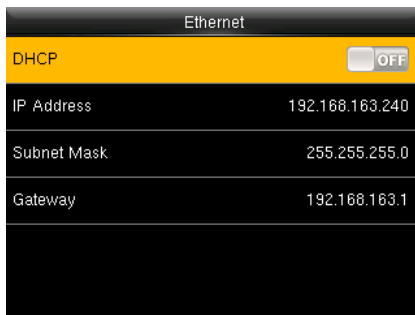 Ethernet
DHCP OFF
IP Address 192.168.163.240
Subnet Mask 255.255.255.0
Gateway 192.168.163.1